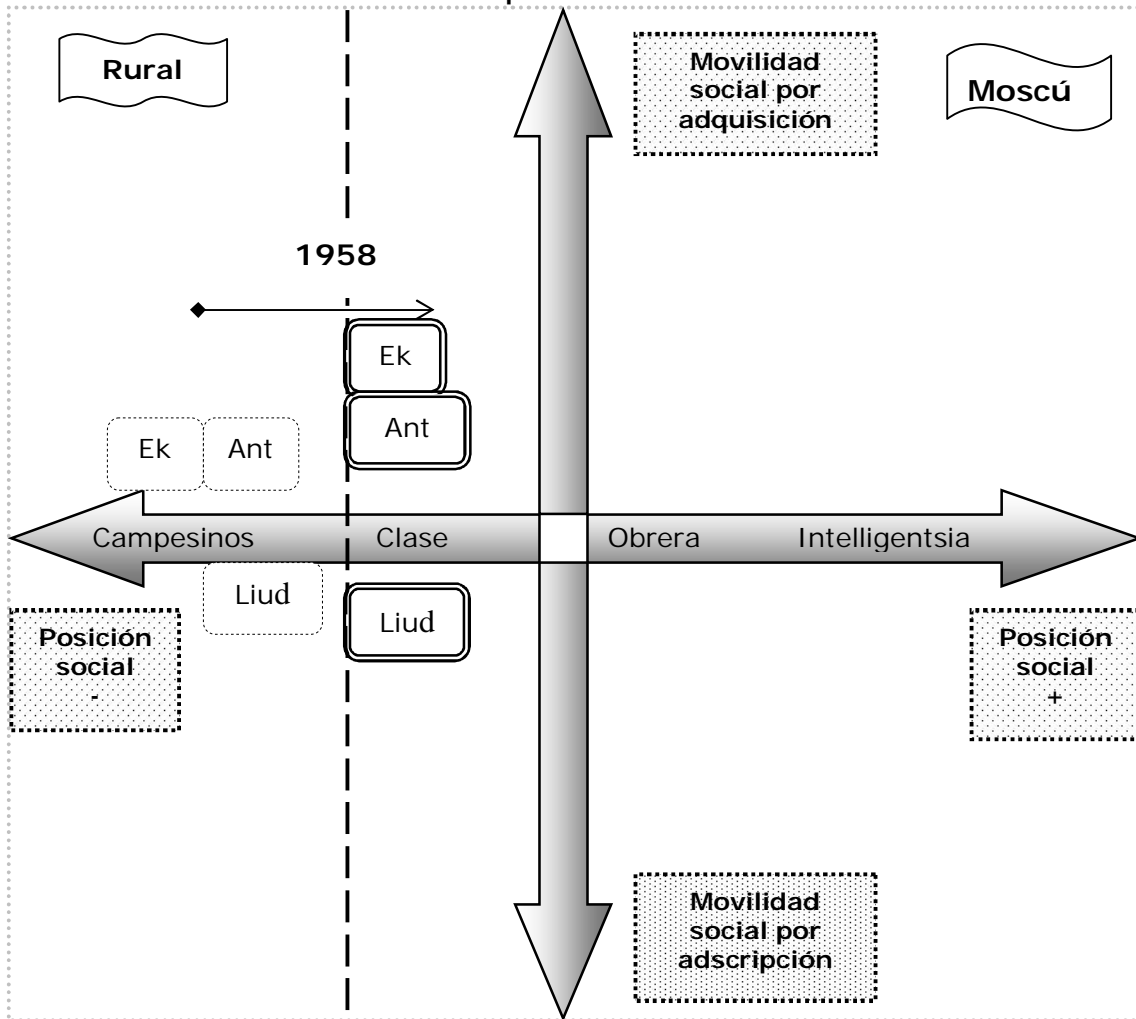 Rural
Movilidad
social por
adquisición
Moscú
1958
Ek
Ant
Ek
Ant
Campesinos
Clase
Obrera
Intelligentsia
Liud
Liud
Posición
social
-
Posición
social
+
Movilidad
social por
adscripción